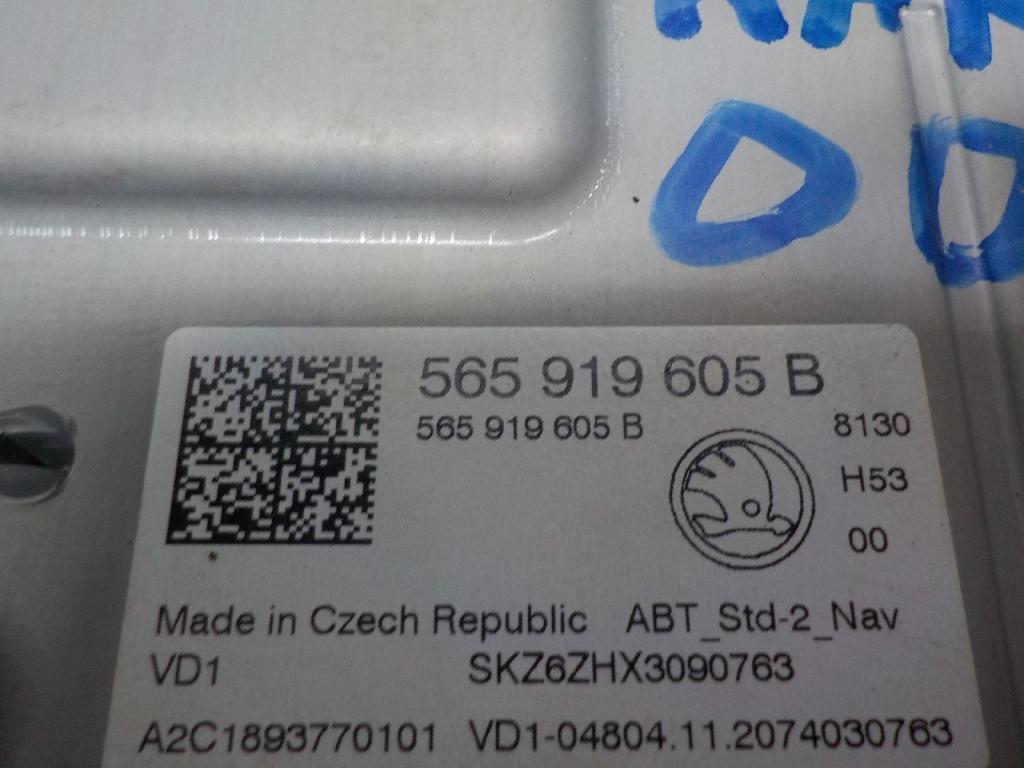 565 919 605 B
565 919 605 B
8130
H53
00
Made in Czech Republic ABT_Std-2_Nav
VD1 SKZ6ZHX3090763
A2C1893770101 VD1-04804.11.2074030763